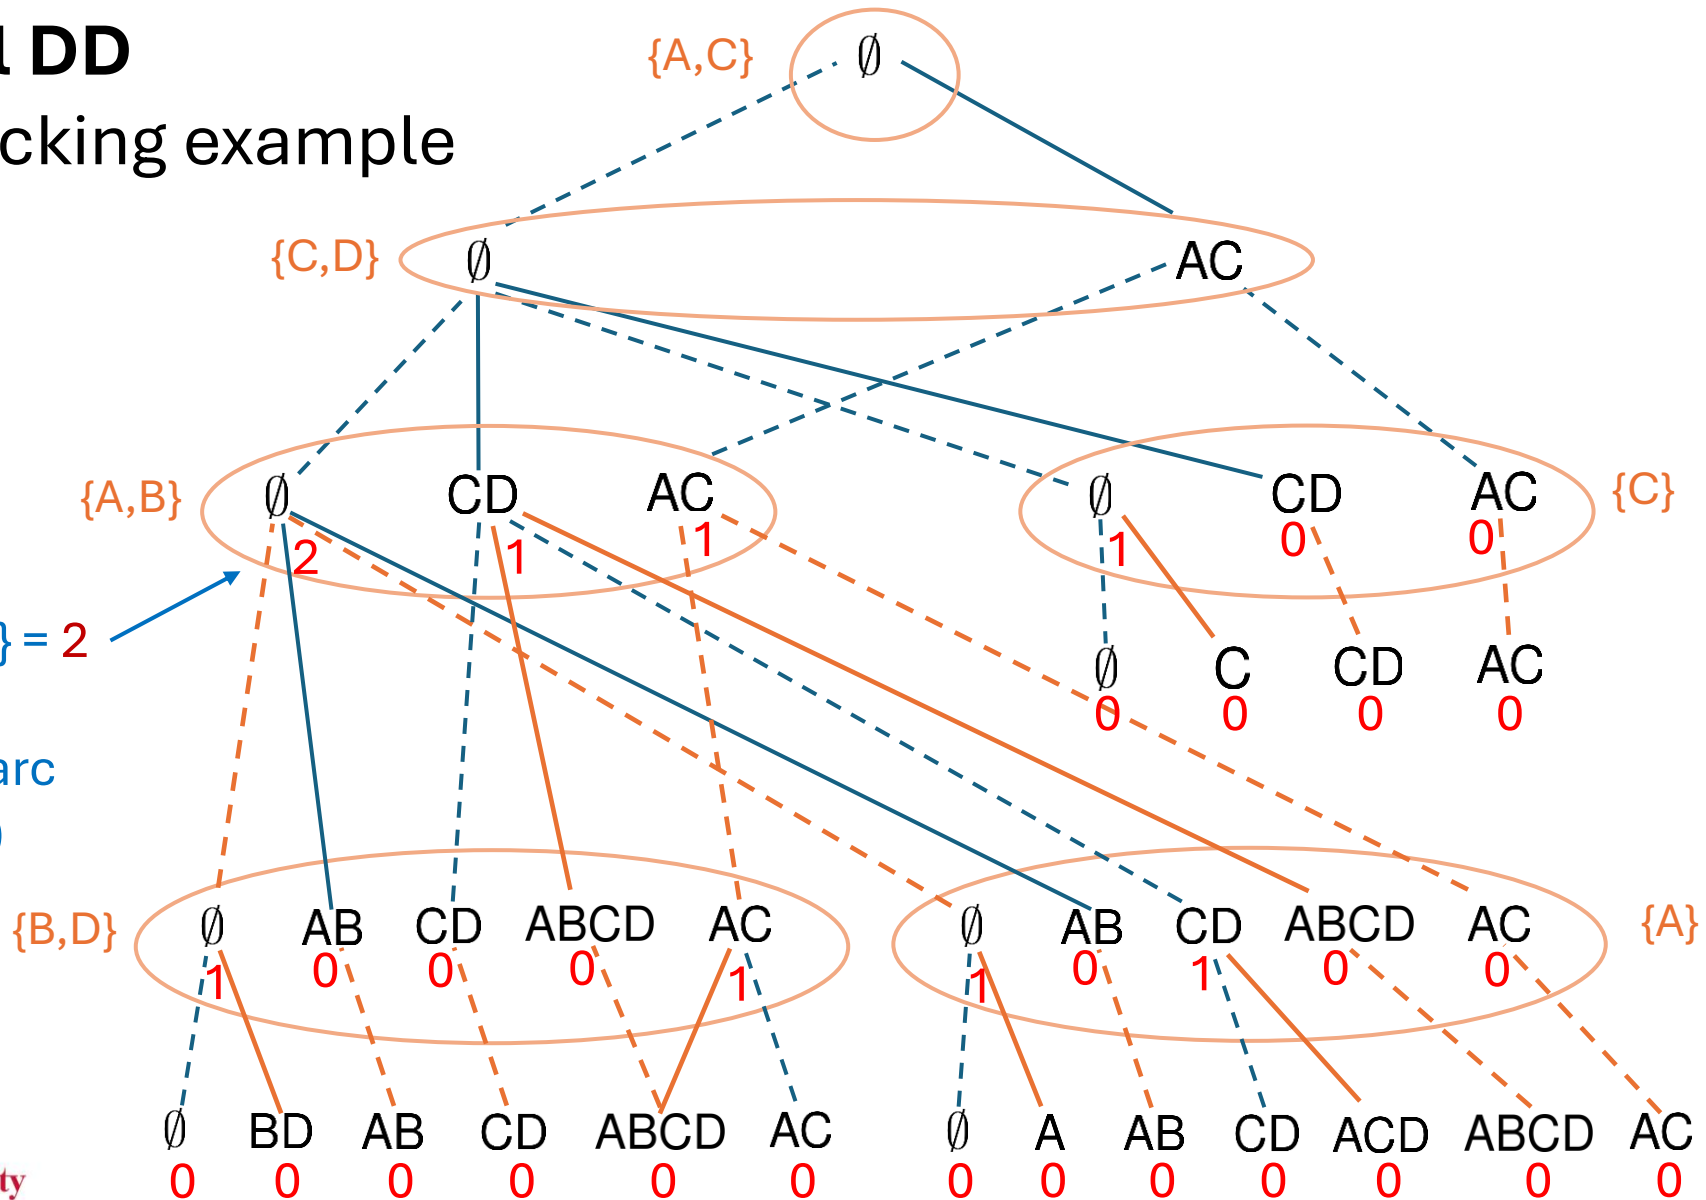 l DD
cking example
{A,C} ∅
{C,D} ∅ AC
{A,B} ∅ CD AC ∅ CD AC {C}
2 1 1 1 0 0
} = 2
∅ C CD AC
0 0 0 0
arc
)
{B,D} ∅ AB CD ABCD AC ∅ AB CD ABCD AC {A}
1 0 0 0 1 1 0 1 0 0
∅ BD AB CD ABCD AC ∅ A AB CD ACD ABCD AC
0 0 0 0 0 0 0 0 0 0 0 0 0
ty